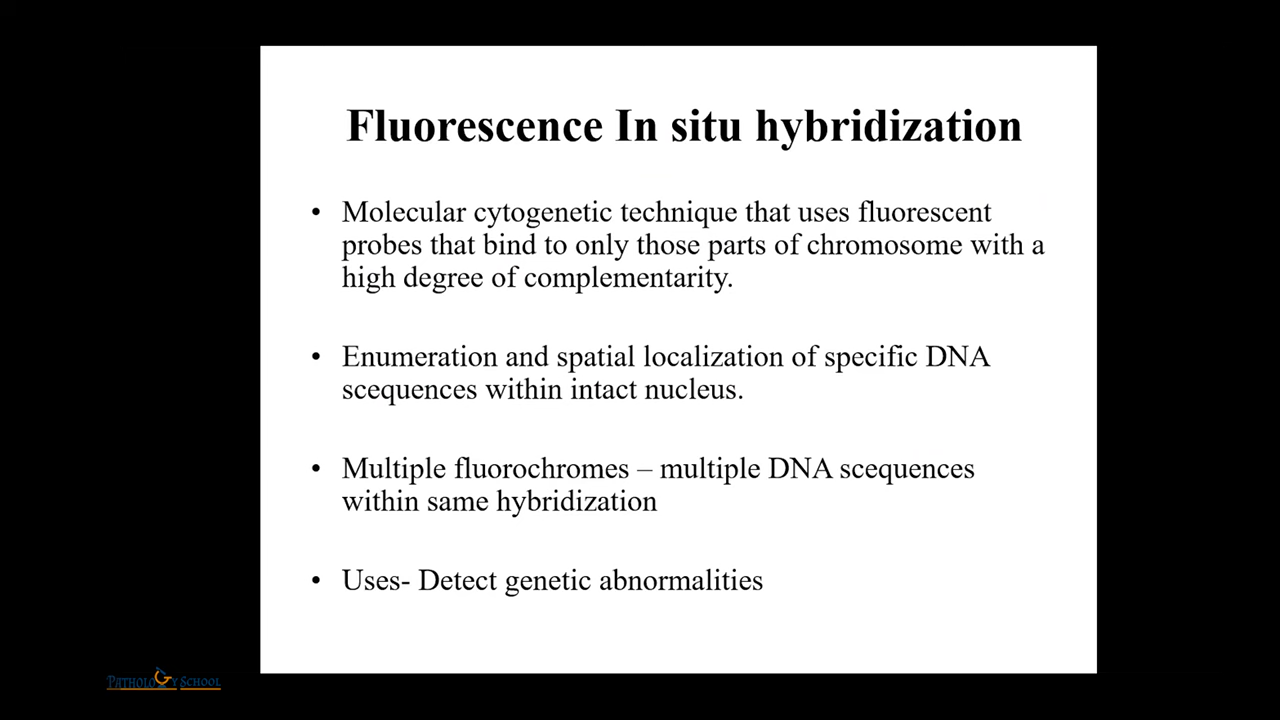 Fluorescence In situ hybridization
• Molecular cytogenetic technique that uses fluorescent
probes that bind to only those parts of chromosome with a
high degree of complementarity.
• Enumeration and spatial localization of specific DNA
scequences within intact nucleus.
• Multiple fluorochromes – multiple DNA scequences
within same hybridization
• Uses- Detect genetic abnormalities
PATHOLOGY SCHOOL